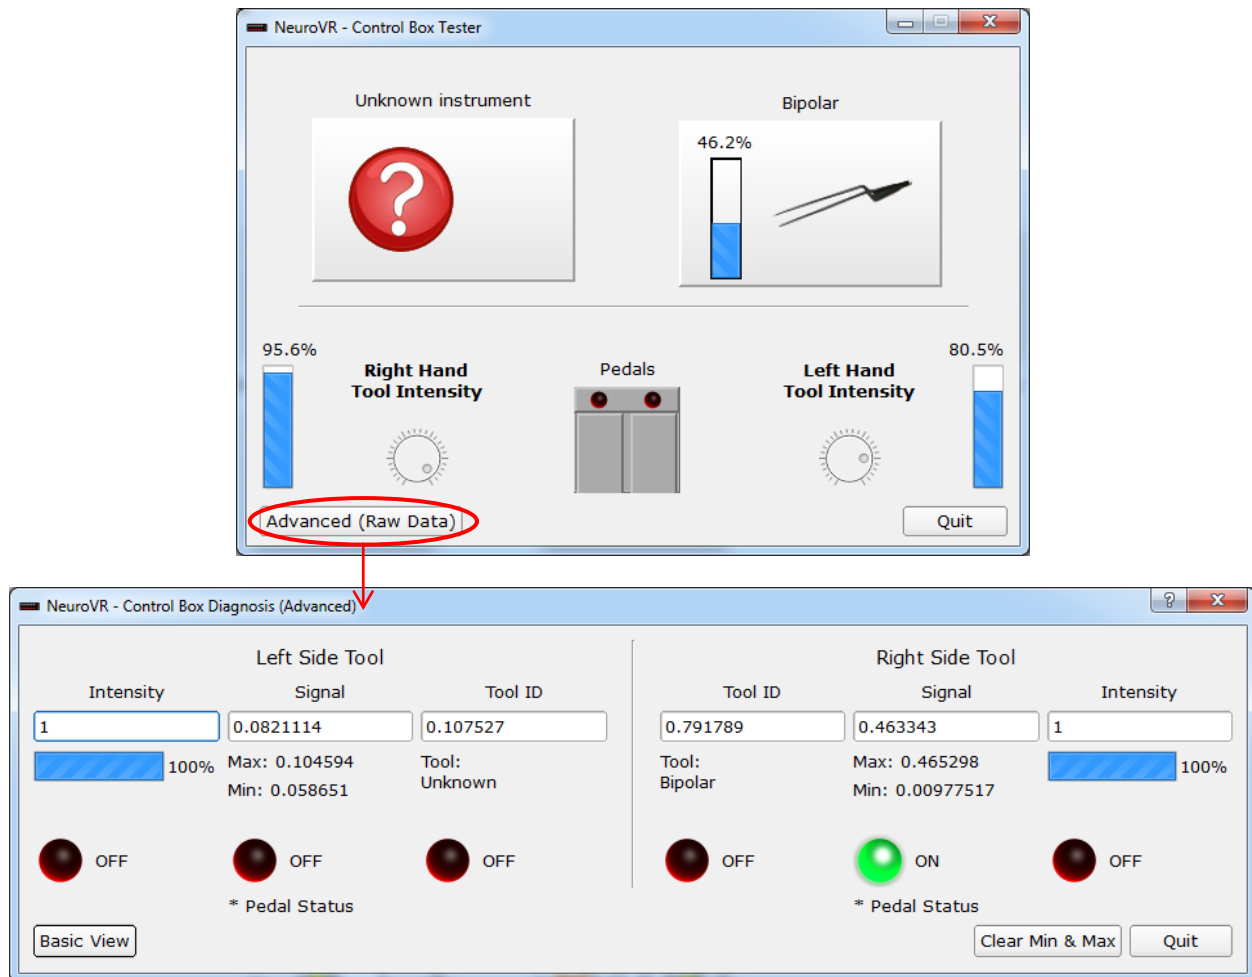 NeuroVR - Control Box Tester
Unknown instrument
Bipolar
46.2%
95.6%
80.5%
Right Hand
Tool Intensity
Pedals
Left Hand
Tool Intensity
Advanced (Raw Data)
Quit
NeuroVR - Control Box Diagnosis (Advanced)
Left Side Tool
Right Side Tool
Intensity
Signal
Tool ID
Tool ID
Signal
Intensity
1
0.0821114
0.107527
0.791789
0.463343
1
100%
Max: 0.104594
Min: 0.058651
Tool:
Unknown
Tool:
Bipolar
Max: 0.465298
Min: 0.00977517
100%
OFF
OFF
OFF
OFF
ON
OFF
* Pedal Status
* Pedal Status
Basic View
Clear Min & Max
Quit